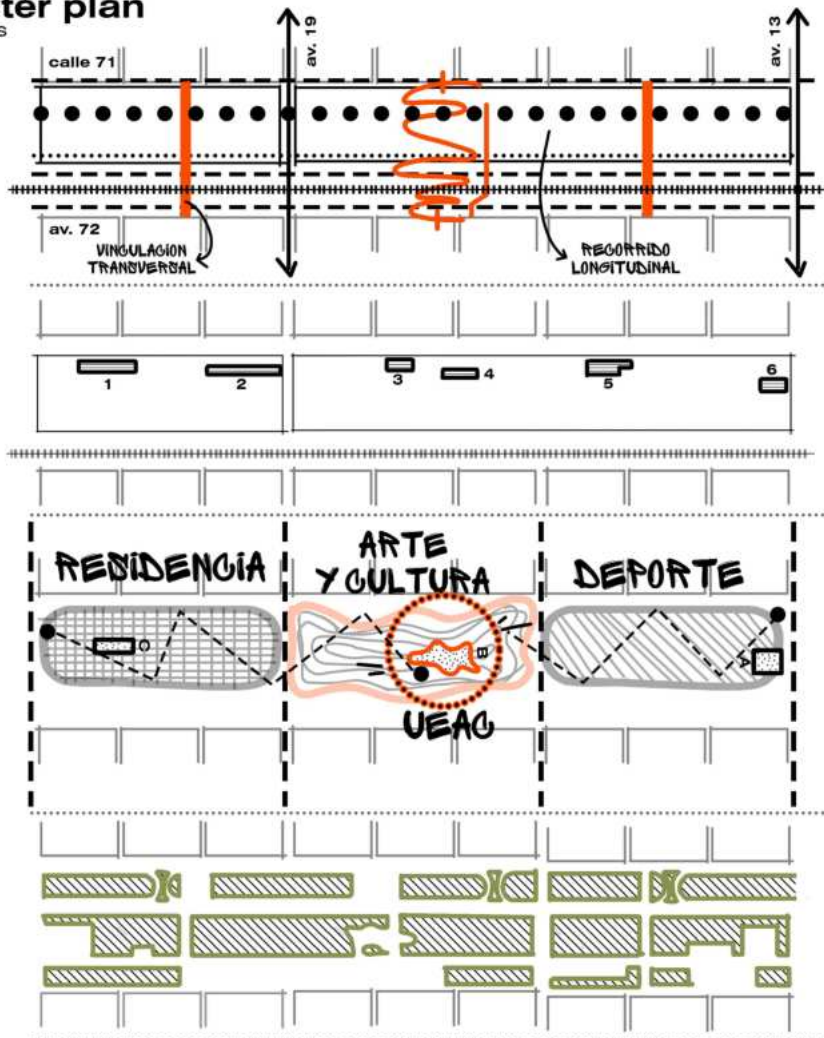 ter plan
s
av. 19
av. 13
calle 71
av. 72
VINCULACION
TRANSVERSAL
RECORRIDO
LONGITUDINAL
1
2
3
4
5
6
RESIDENCIA
ARTE
Y CULTURA
DEPORTE
C
B
A
UEAC